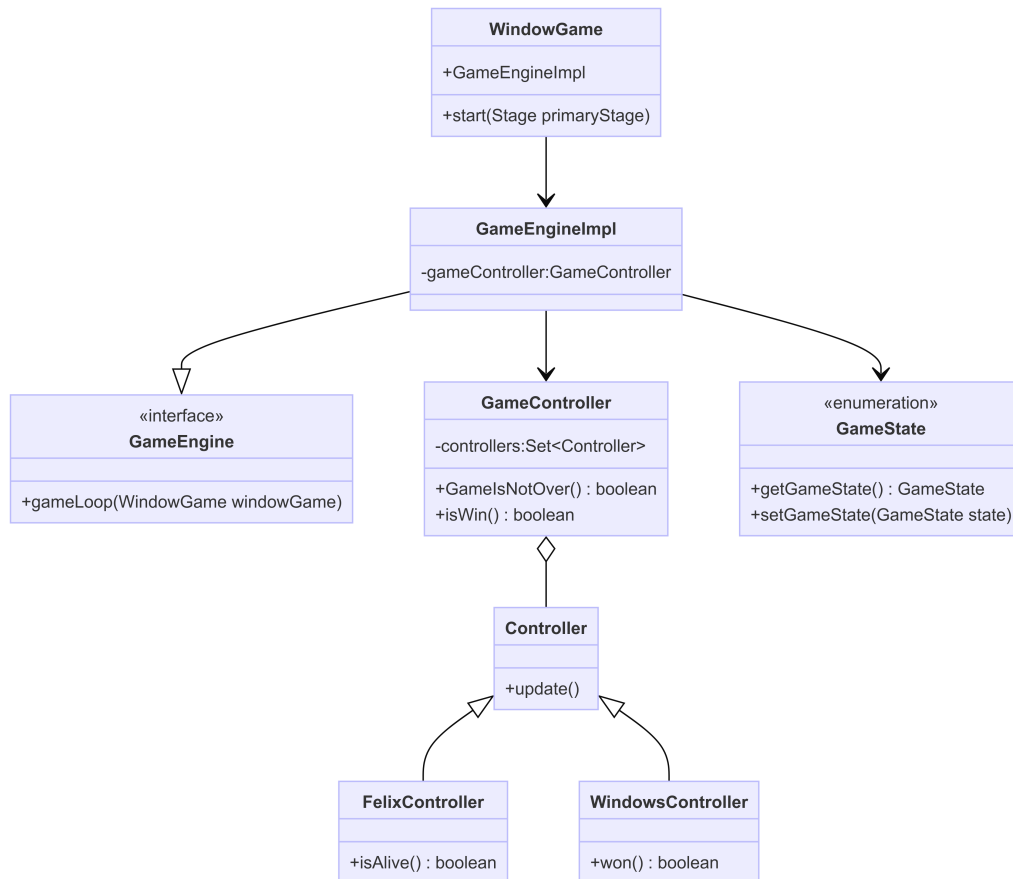 WindowGame
+GameEngineImpl
+start(Stage primaryStage)
GameEngineImpl
-gameController:GameController
«interface»
GameEngine
+gameLoop(WindowGame windowGame)
GameController
-controllers:Set<Controller>
+GameIsNotOver() : boolean
+isWin() : boolean
«enumeration»
GameState
+getGameState() : GameState
+setGameState(GameState state)
Controller
+update()
FelixController
+isAlive() : boolean
WindowsController
+won() : boolean